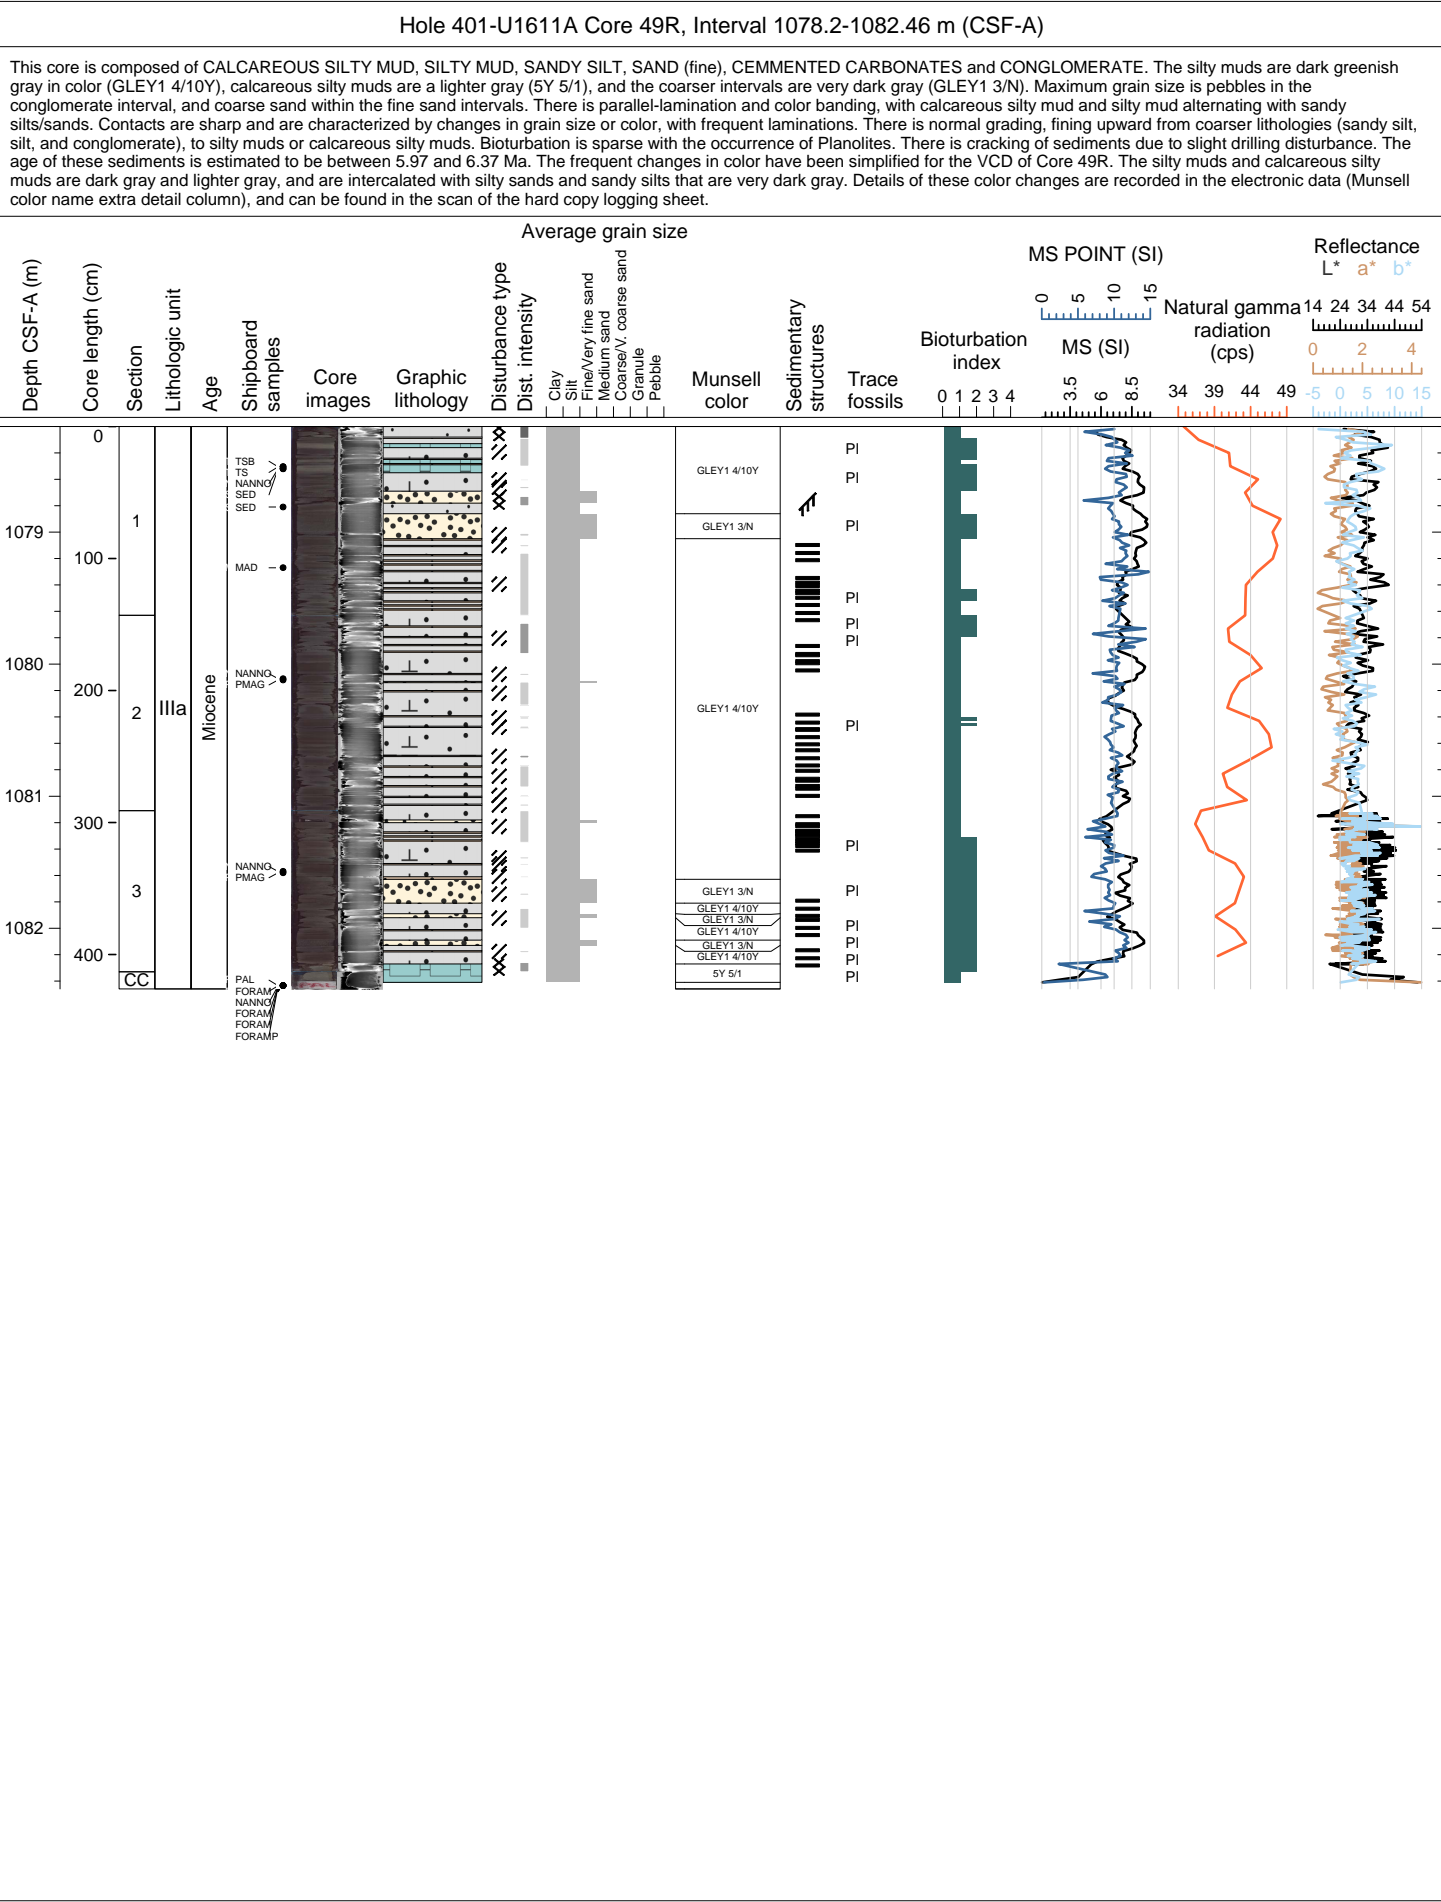 Hole 401-U1611A Core 49R, Interval 1078.2-1082.46 m (CSF-A)
This core is composed of CALCAREOUS SILTY MUD, SILTY MUD, SANDY SILT, SAND (fine), CEMMENTED CARBONATES and CONGLOMERATE. The silty muds are dark greenish
gray in color (GLEY1 4/10Y), calcareous silty muds are a lighter gray (5Y 5/1), and the coarser intervals are very dark gray (GLEY1 3/N). Maximum grain size is pebbles in the
conglomerate interval, and coarse sand within the fine sand intervals. There is parallel-lamination and color banding, with calcareous silty mud and silty mud alternating with sandy
silts/sands. Contacts are sharp and are characterized by changes in grain size or color, with frequent laminations. There is normal grading, fining upward from coarser lithologies (sandy silt,
silt, and conglomerate), to silty muds or calcareous silty muds. Bioturbation is sparse with the occurrence of Planolites. There is cracking of sediments due to slight drilling disturbance. The
age of these sediments is estimated to be between 5.97 and 6.37 Ma. The frequent changes in color have been simplified for the VCD of Core 49R. The silty muds and calcareous silty
muds are dark gray and lighter gray, and are intercalated with silty sands and sandy silts that are very dark gray. Details of these color changes are recorded in the electronic data (Munsell
color name extra detail column), and can be found in the scan of the hard copy logging sheet.
Depth CSF-A (m)
Core length (cm)
Section
Lithologic unit
Age
Shipboard
samples
Core
images
Graphic
lithology
Disturbance type
Dist. intensity
Average grain size
Clay
Silt
Fine/Very fine sand
Medium sand
Coarse/V. coarse sand
Granule
Pebble
Munsell
color
Sedimentary
structures
Trace
fossils
Bioturbation
index
0 1 2 3 4
MS POINT (SI)
0 5 10 15
MS (SI)
3.5 6 8.5
Natural gamma
radiation
(cps)
34 39 44 49
Reflectance
L* a* b*
14 24 34 44 54
0 2 4
-5 0 5 10 15
1079
1080
1081
1082
0
100
200
300
400
1
2
3
CC
IIIa
Miocene
TSB
TS
NANNO
SED
SED
MAD
NANNO
PMAG
NANNO
PMAG
PAL
FORAM
NANNO
FORAM
FORAM
FORAMP
GLEY1 4/10Y
GLEY1 3/N
GLEY1 4/10Y
GLEY1 3/N
GLEY1 4/10Y
GLEY1 3/N
GLEY1 4/10Y
GLEY1 3/N
GLEY1 4/10Y
5Y 5/1
Pl
Pl
Pl
Pl
Pl
Pl
Pl
Pl
Pl
Pl
Pl
Pl
Pl